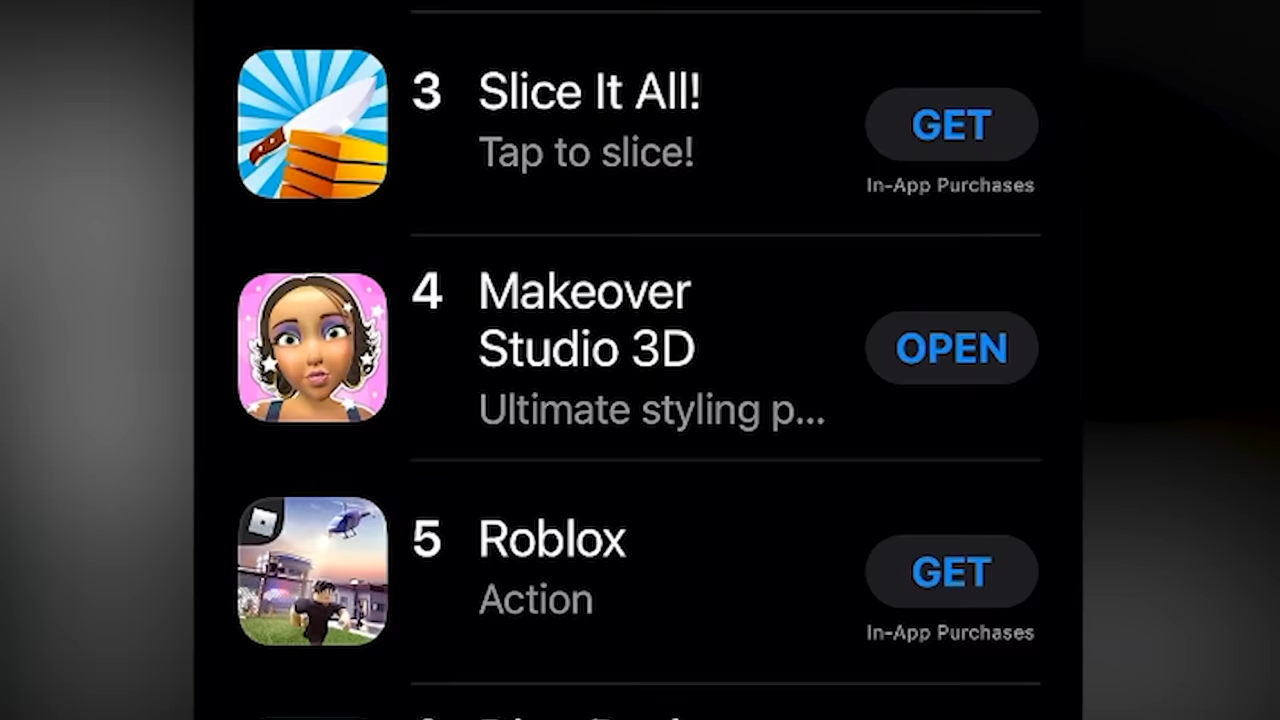 3 Slice It All!
Tap to slice!
GET
In-App Purchases
4 Makeover
Studio 3D
Ultimate styling p...
OPEN
5 Roblox
Action
GET
In-App Purchases